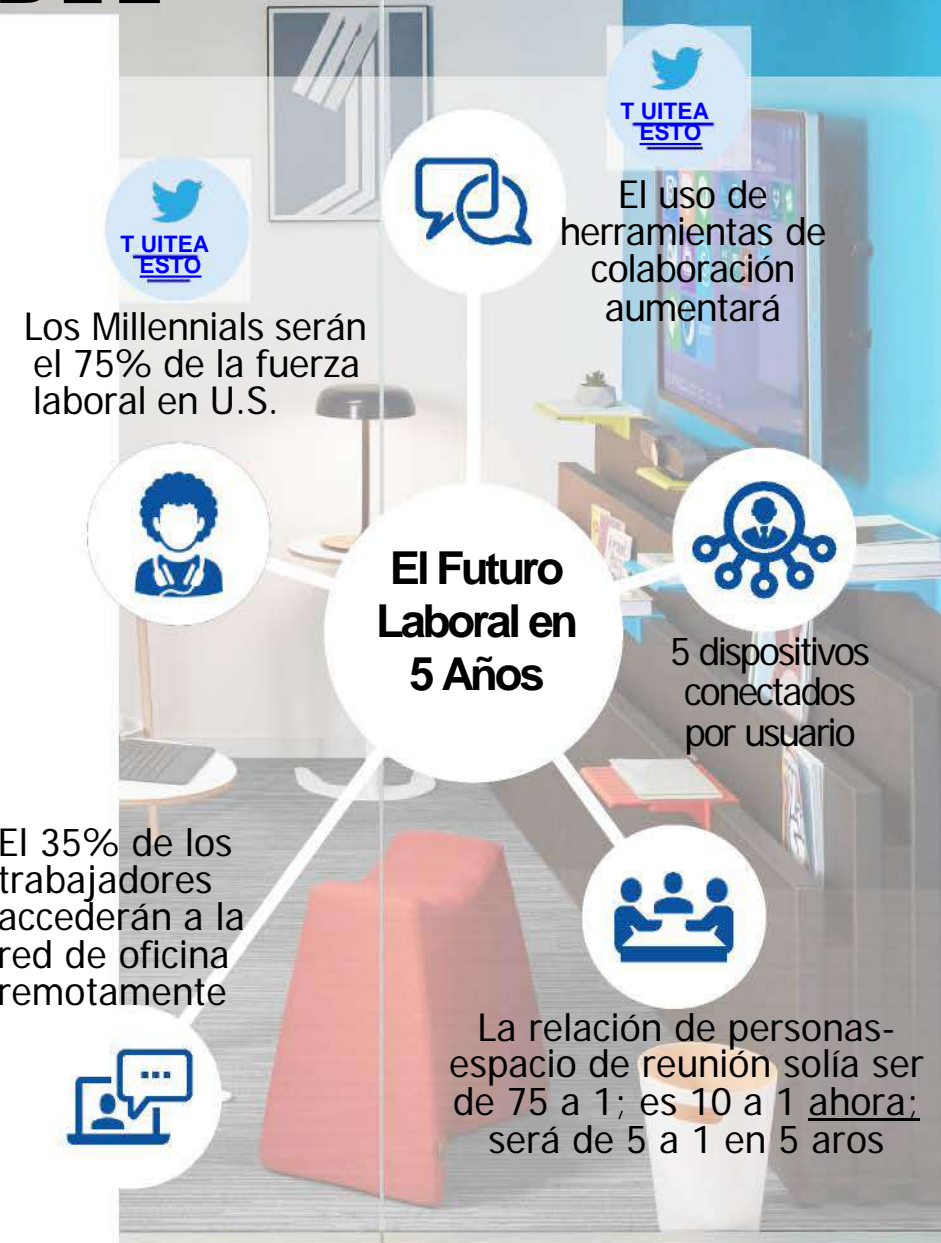 T UITEA
ESTO
El uso de
herramientas de
colaboración
aumentará
T UITEA
ESTO
Los Millennials serán
el 75% de la fuerza
laboral en U.S.
El Futuro
Laboral en
5 Años
5 dispositivos
conectados
por usuario
El 35% de los
trabajadores
accederán a la
red de oficina
remotamente
La relación de personas-
espacio de reunión solía ser
de 75 a 1; es 10 a 1 ahora;
será de 5 a 1 en 5 aros